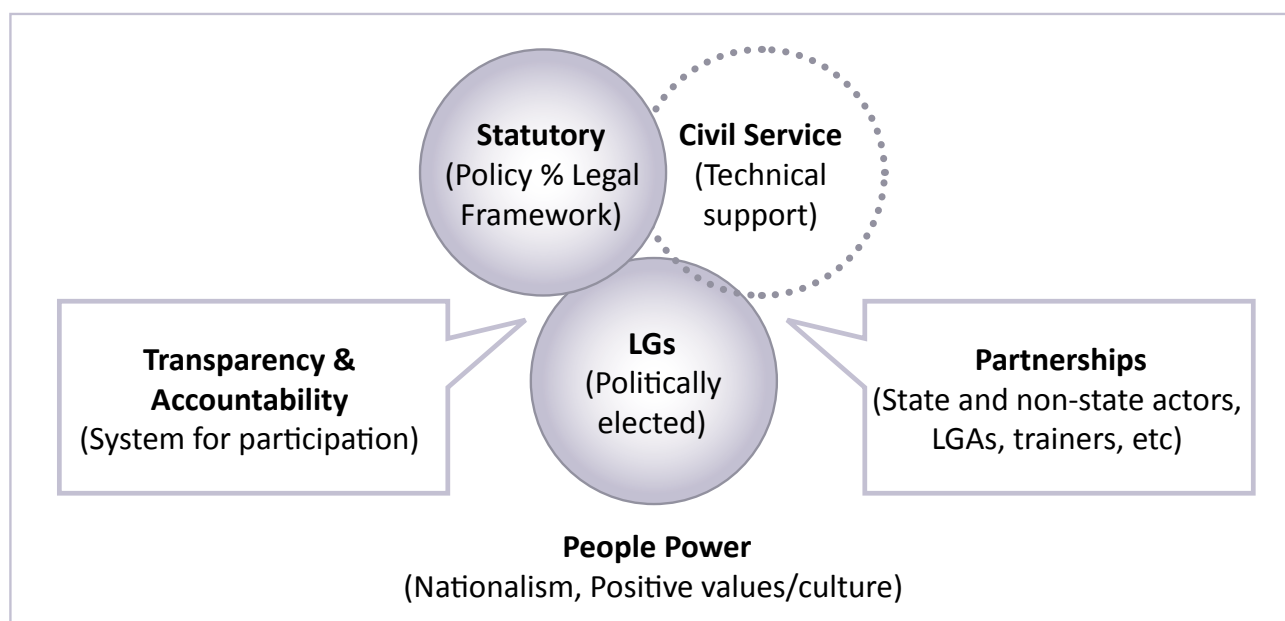 Statutory
(Policy % Legal
Framework)
Civil Service
(Technical
support)
Transparency &
Accountability
(System for participation)
LGs
(Politically
elected)
Partnerships
(State and non-state actors,
LGAs, trainers, etc)
People Power
(Nationalism, Positive values/culture)